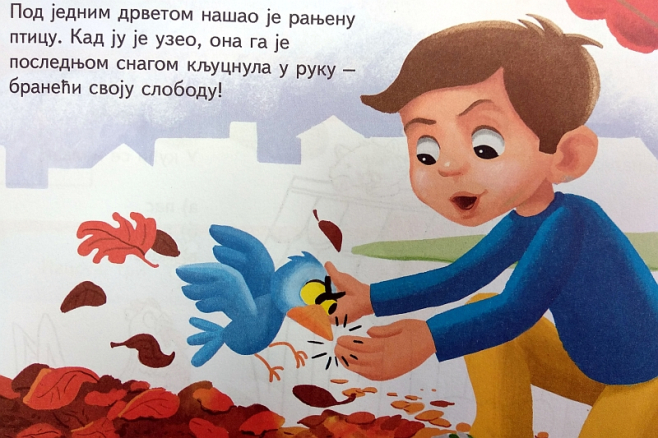 Под једним дрветом нашао је рањену
птицу. Кад ју је узео, она га је
последњом снагом кљуцнула у руку –
бранећи своју слободу!